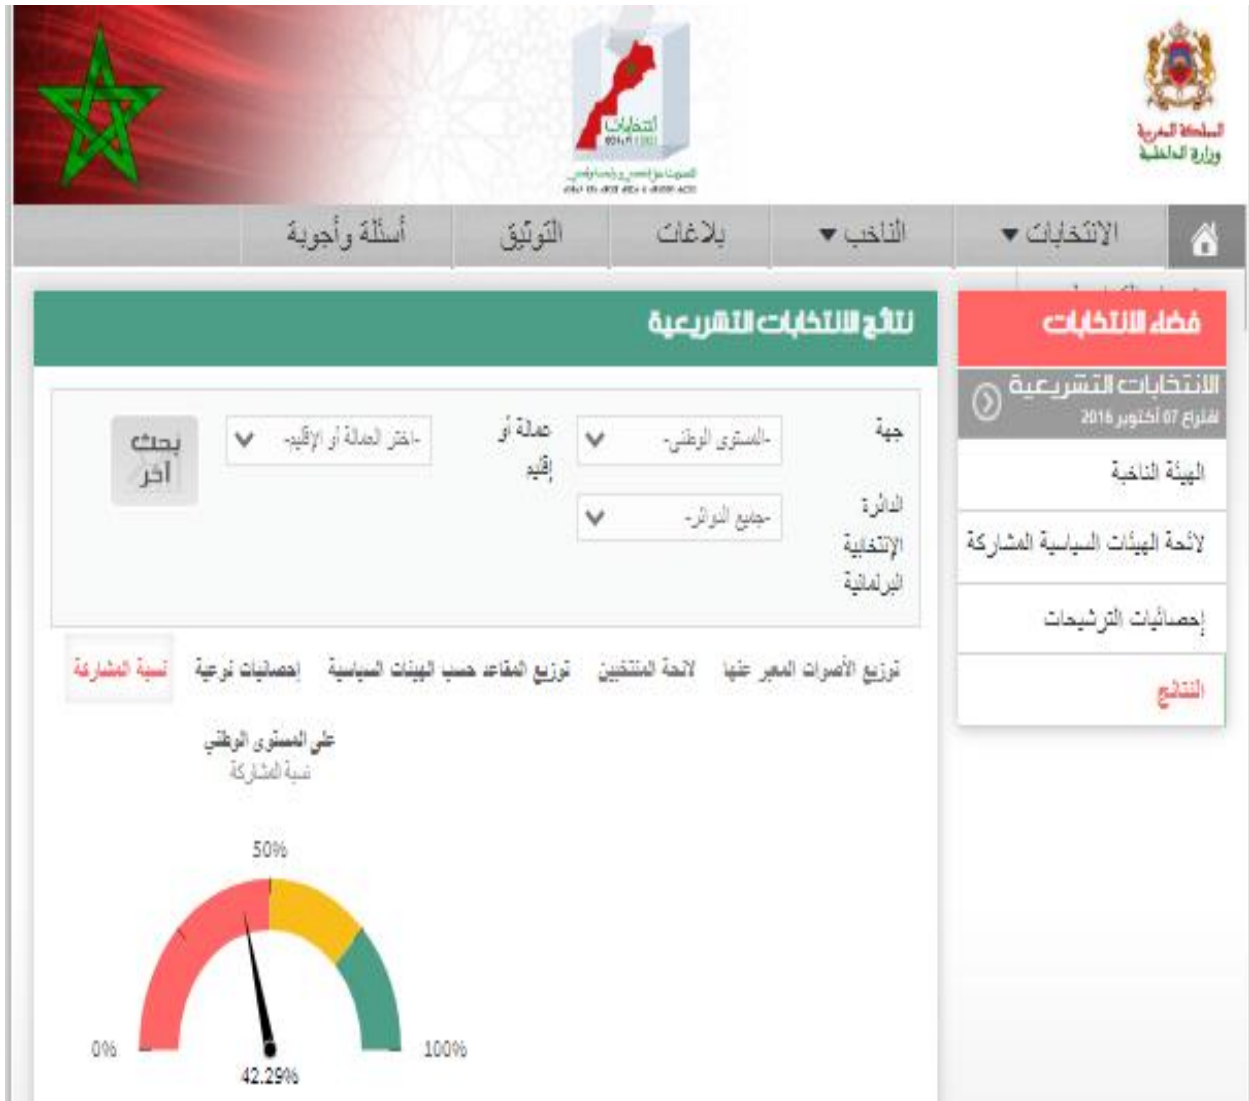 المملكة المغربية
وزارة الداخلية
انتخابات
الانتخابات
الناخب
بلاغات
التوثيق
أسئلة وأجوبة
فضاء الانتخابات
الانتخابات التشريعية
اقتراع 07 أكتوبر 2016
الهيئة الناخبة
لائحة الهيئات السياسية المشاركة
إحصائيات الترشيحات
النتائج
نتائج الانتخابات التشريعية
جهة
-المستوى الوطني-
عمالة أو
إقليم
-اختر العمالة أو الإقليم-
بحث
آخر
الدائرة
الإنتخابية
البرلمانية
-جميع الدوائر-
توزيع الأصوات المعبر عنها
لائحة المنتخبين
توزيع المقاعد حسب الهيئات السياسية
إحصائيات نوعية
نسبة المشاركة
على المستوى الوطني
نسبة المشاركة
50%
0%
100%
42.29%